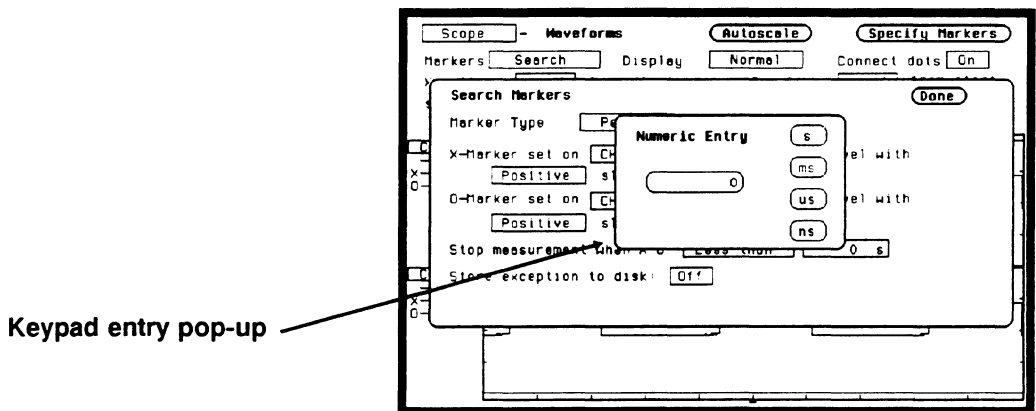 Scope - Waveforms Autoscale Specify Markers
Markers Search Display Normal Connect dots On
Search Markers Done
Marker Type
Numeric Entry s
X-Marker set on with
ms
Positive
0
us
O-Marker set on with
Positive
ns
Stop measurement when 0 s
Store exception to disk: Off
Keypad entry pop-up